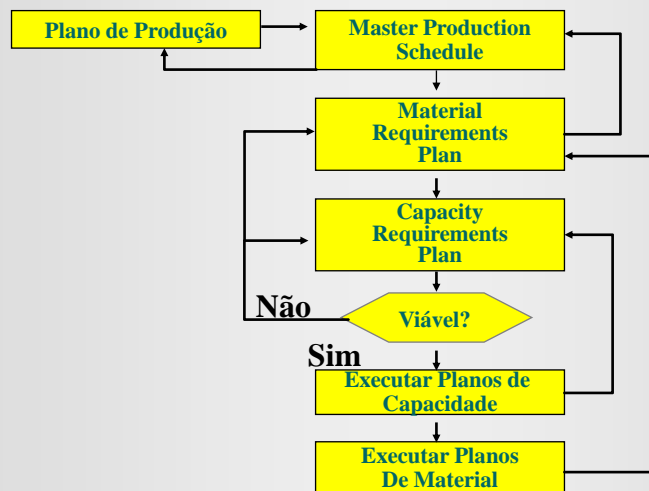 Plano de Produção
Master Production
Schedule
Material
Requirements
Plan
Capacity
Requirements
Plan
Não
Viável?
Sim
Executar Planos de
Capacidade
Executar Planos
De Material